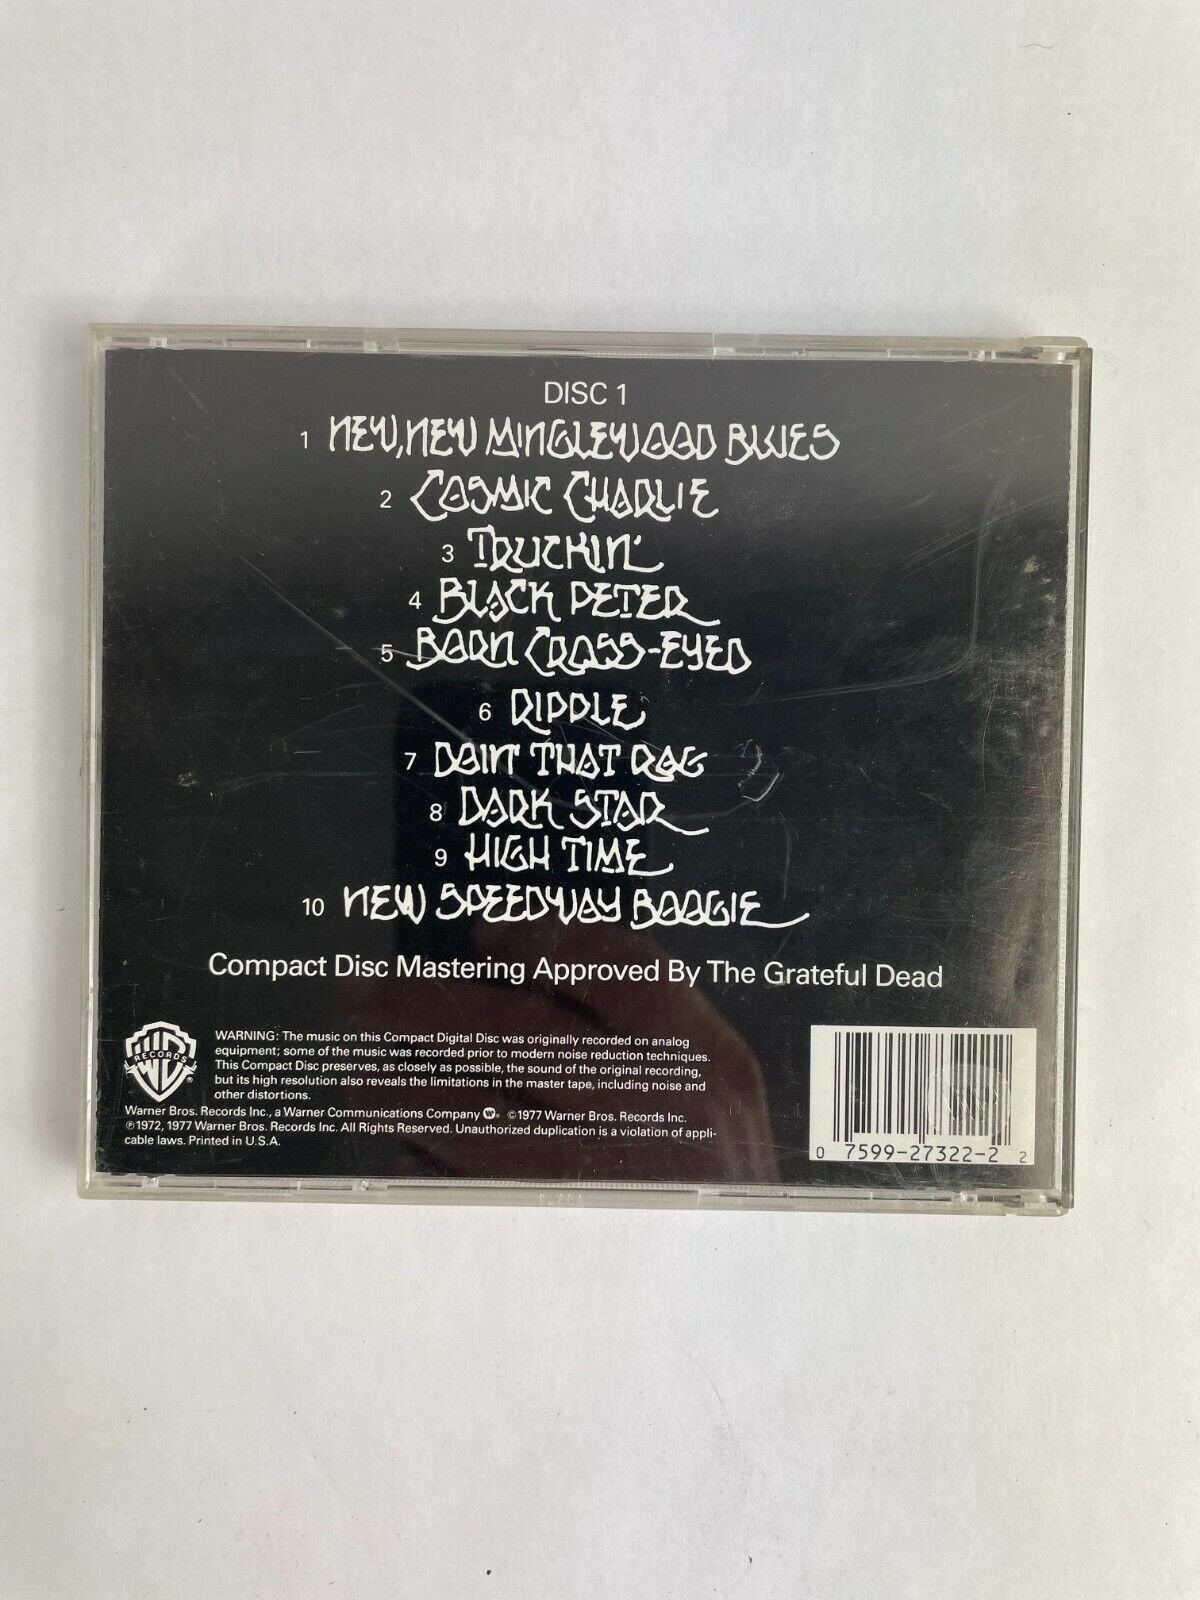 DISC 1
1 NEW, NEW MINGLEWOOD BLUES
2 COSMIC CHARLIE
3 TRUCKIN'
4 BLACK PETER
5 BORN CROSS-EYED
6 RIPPLE
7 DOIN' THAT RAG
8 DARK STAR
9 HIGH TIME
10 NEW SPEEDWAY BOOGIE
Compact Disc Mastering Approved By The Grateful Dead
WB RECORDS ®
WARNING: The music on this Compact Digital Disc was originally recorded on analog
equipment; some of the music was recorded prior to modern noise reduction techniques.
This Compact Disc preserves, as closely as possible, the sound of the original recording,
but its high resolution also reveals the limitations in the master tape, including noise and
other distortions.
Warner Bros. Records Inc., a Warner Communications Company ©1977 Warner Bros. Records Inc.
℗1972, 1977 Warner Bros. Records Inc. All Rights Reserved. Unauthorized duplication is a violation of appli-
cable laws. Printed in U.S.A.
0 7599-27322-2 2